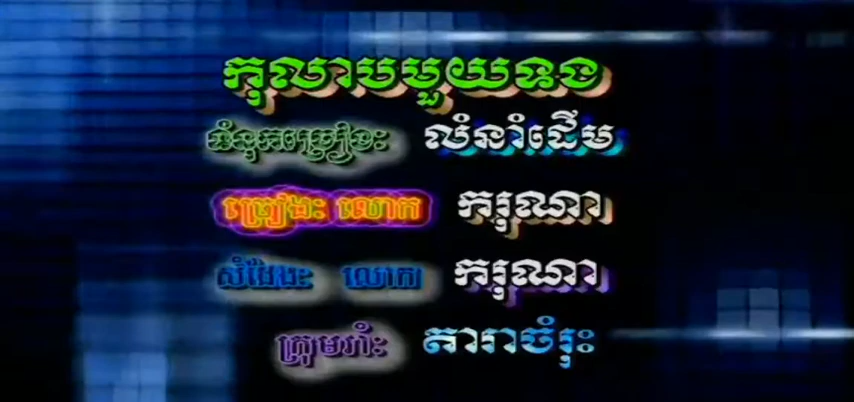 កុលាបមួយទង
ទំនុកច្រៀងៈ លំនាំដើម
ច្រៀងៈ លោក ករុណា
សំដែងៈ លោក ករុណា
ក្រុមរាំៈ តារាចំរុះ